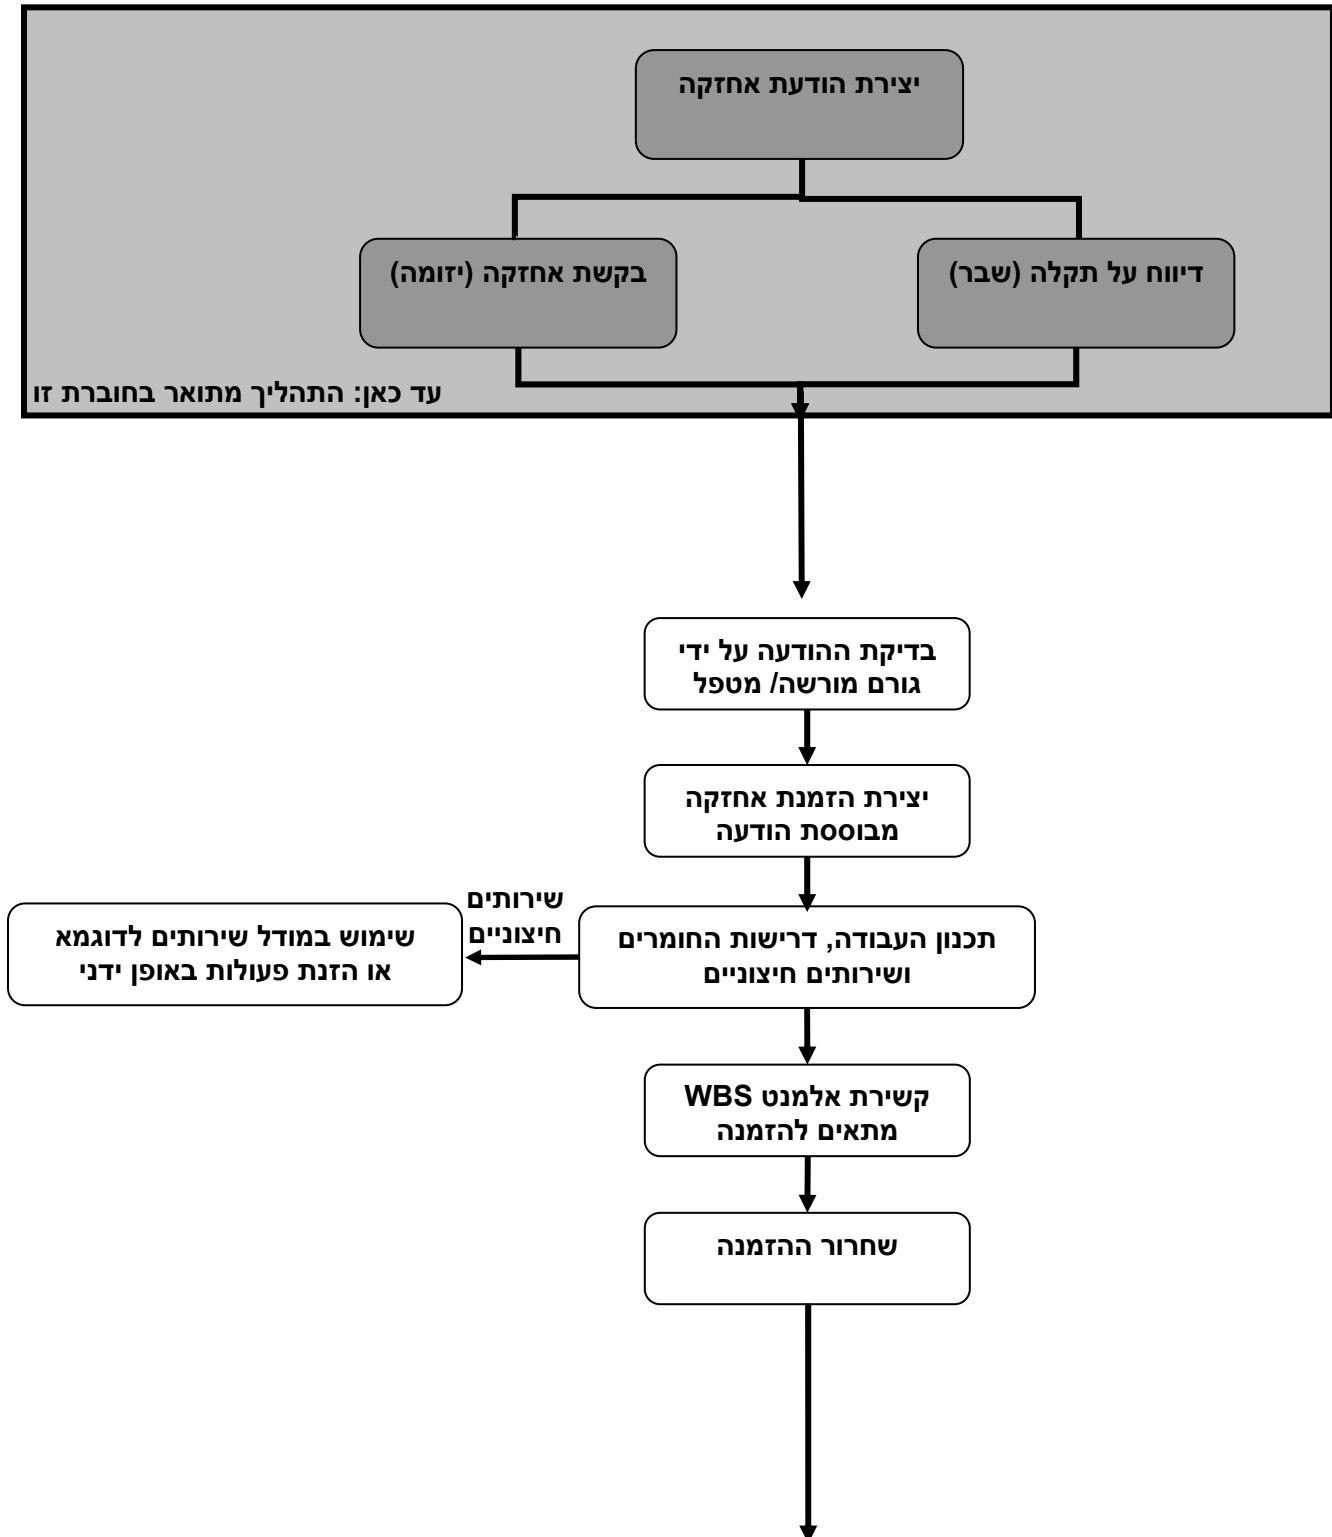 יצירת הודעת אחזקה
דיווח על תקלה (שבר)
בקשת אחזקה (יזומה)
עד כאן: התהליך מתואר בחוברת זו
בדיקת ההודעה על ידי
גורם מורשה/ מטפל
יצירת הזמנת אחזקה
מבוססת הודעה
תכנון העבודה, דרישות החומרים
ושירותים חיצוניים
שירותים
חיצוניים
שימוש במודל שירותים לדוגמא
או הזנת פעולות באופן ידני
קשירת אלמנט WBS
מתאים להזמנה
שחרור ההזמנה